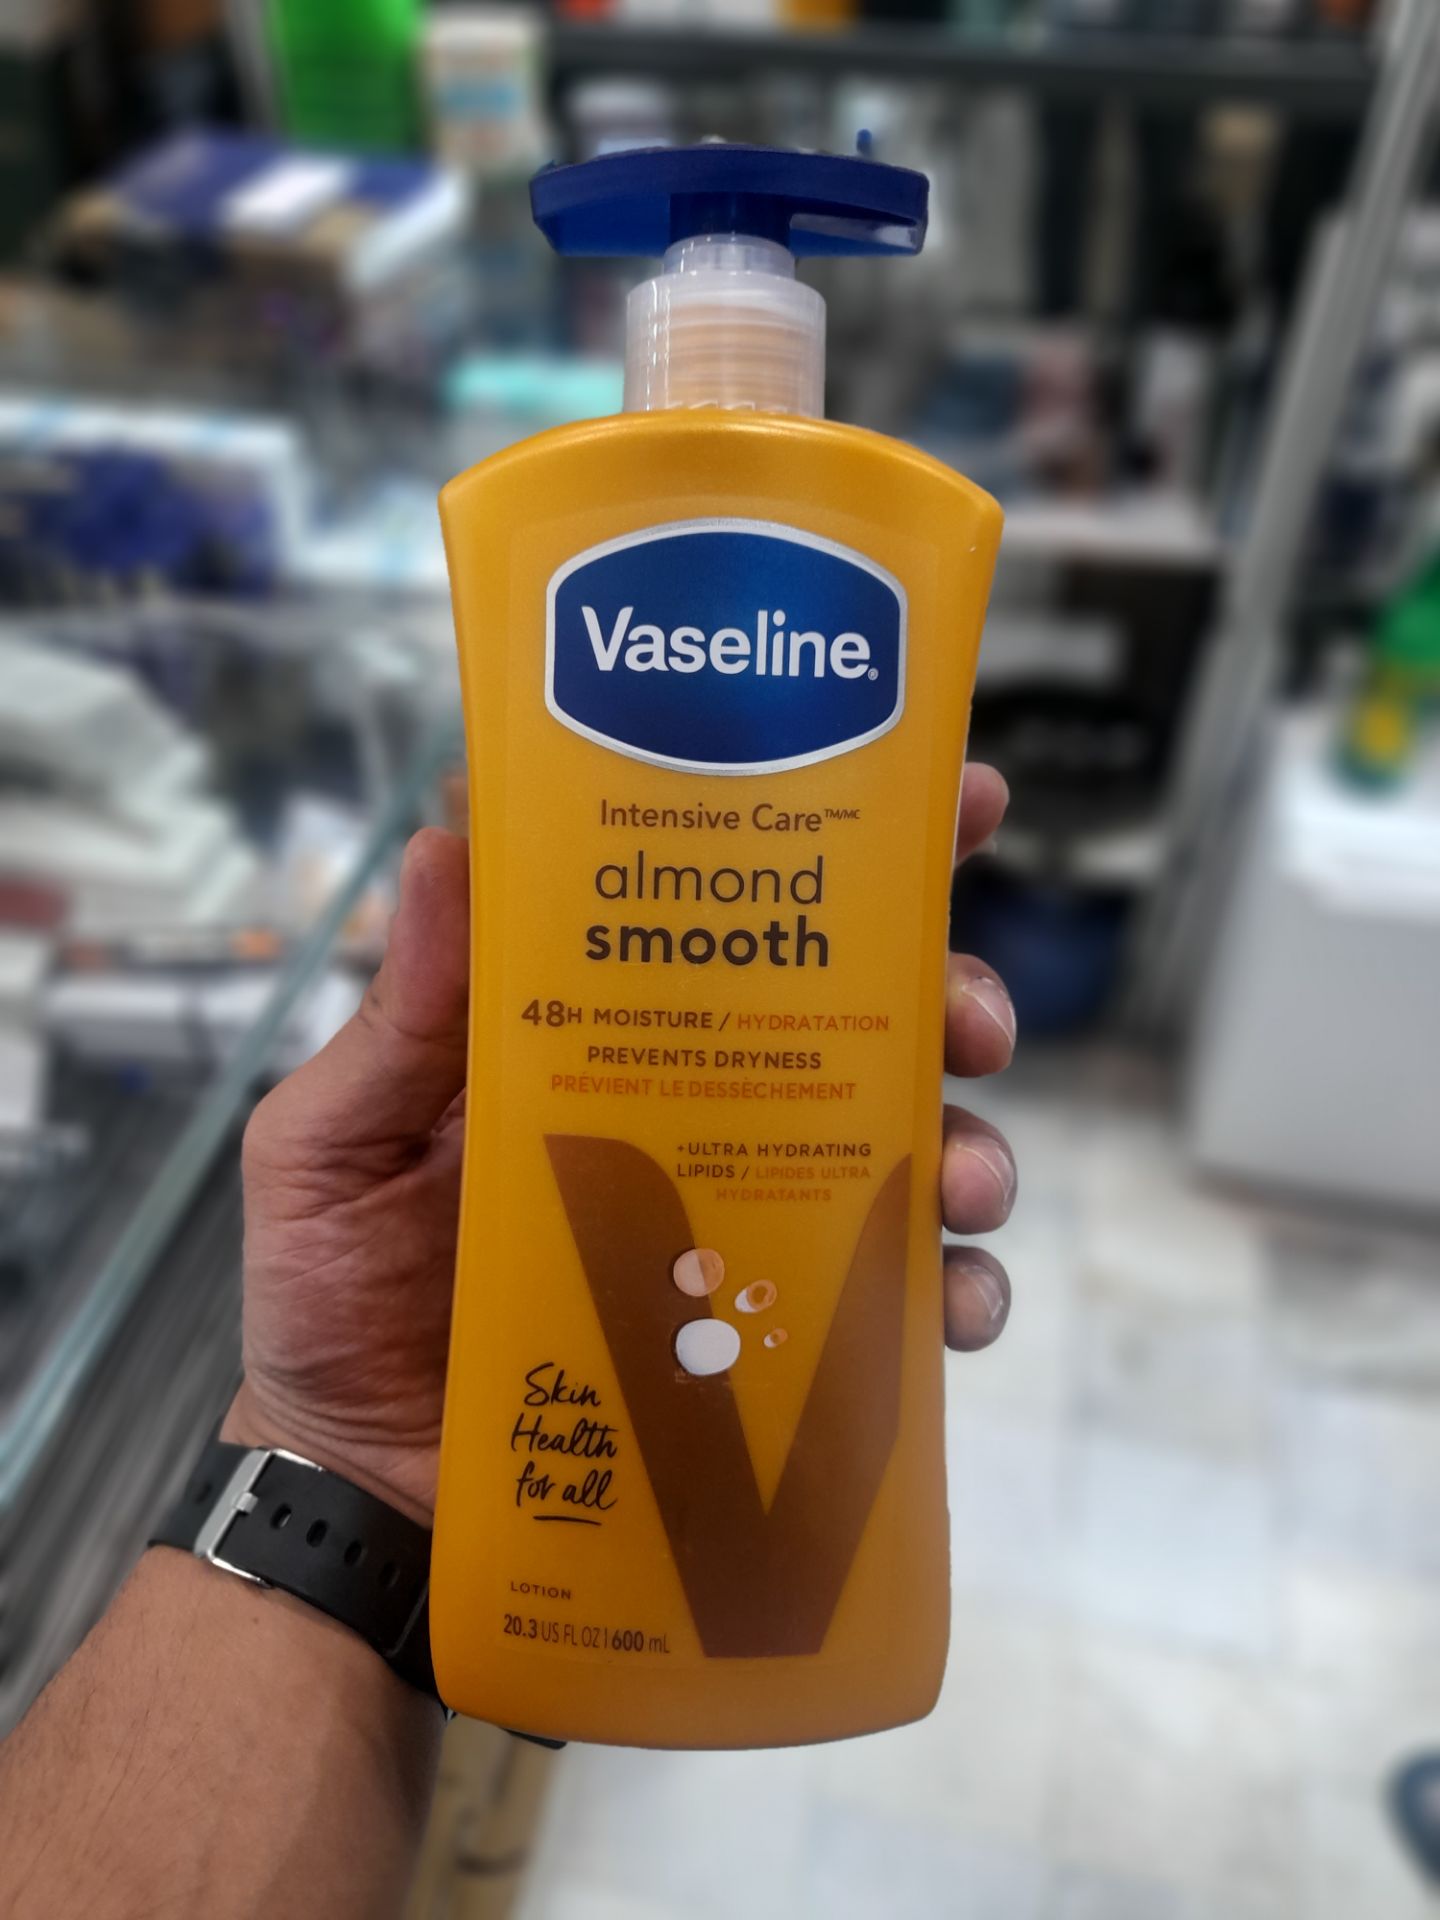 Vaseline®
Intensive Care™/MC
almond
smooth
48H MOISTURE / HYDRATATION
PREVENTS DRYNESS
PRÉVIENT LE DESSÈCHEMENT
+ULTRA HYDRATING
LIPIDS / LIPIDES ULTRA
HYDRATANTS
Skin
Health
for all
LOTION
20.3 US FL OZ | 600 mL